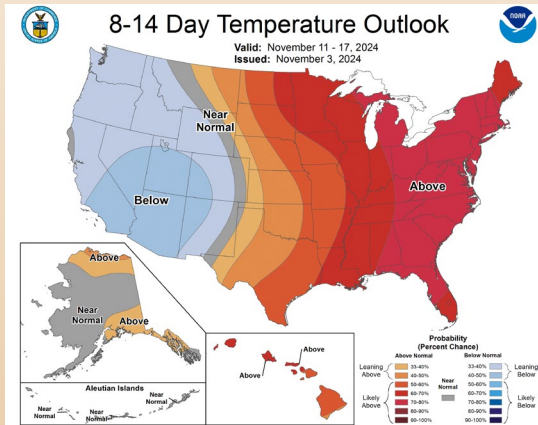 8-14 Day Temperature Outlook
Valid: November 11 - 17, 2024
Issued: November 3, 2024
NOAA
Near
Normal
Above
Below
Above
Near
Normal
Above
Aleutian Islands
Near
Normal
Near
Normal
Near
Normal
Above
Above
Probability
(Percent Chance)
Above Normal
Below Normal
Leaning
Above
33-40%
40-50%
Likely
Above
50-60%
60-70%
70-80%
80-90%
90-100%
Near
Normal
33-40%
40-50%
Leaning
Below
50-60%
60-70%
70-80%
80-90%
90-100%
Likely
Below